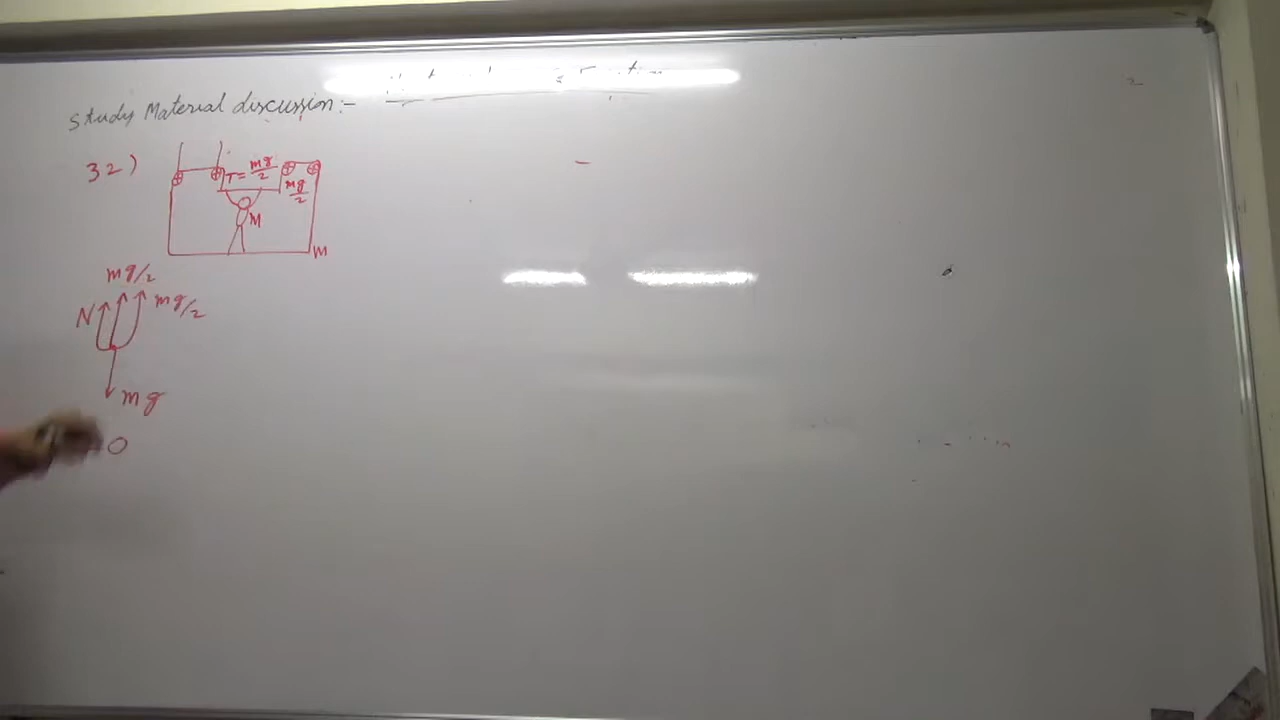 Study Material discussion:-
32)
T = mg/2
mg/2
M
m
mg/2
N
mg/2
mg
0